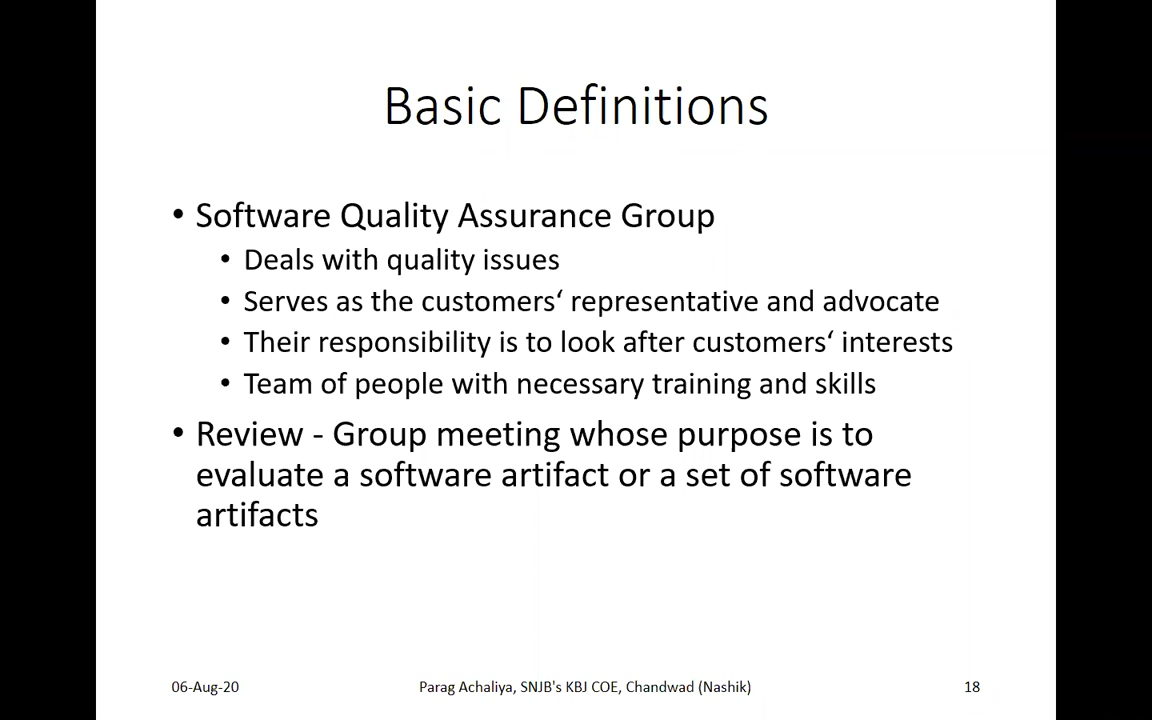 Basic Definitions
• Software Quality Assurance Group
• Deals with quality issues
• Serves as the customers‘ representative and advocate
• Their responsibility is to look after customers‘ interests
• Team of people with necessary training and skills
• Review - Group meeting whose purpose is to
evaluate a software artifact or a set of software
artifacts
06-Aug-20
Parag Achaliya, SNJB's KBJ COE, Chandwad (Nashik)
18